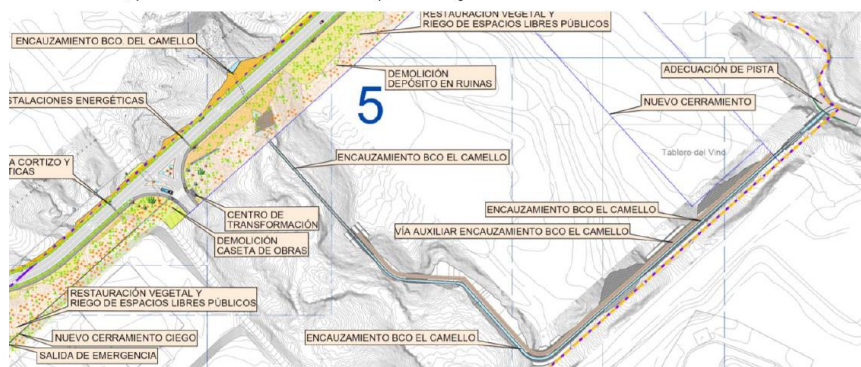 RESTAURACIÓN VEGETAL Y
RIEGO DE ESPACIOS LIBRES PÚBLICOS
ENCAUZAMIENTO BCO. DEL CAMELLO
DEMOLICIÓN
DEPÓSITO EN RUINAS
ADECUACIÓN DE PISTA
STALACIONES ENERGÉTICAS
5
NUEVO CERRAMIENTO
Tablero del Vino
A CORTIZO Y
TICAS
ENCAUZAMIENTO BCO EL CAMELLO
CENTRO DE
TRANSFORMACIÓN
ENCAUZAMIENTO BCO EL CAMELLO
VÍA AUXILIAR ENCAUZAMIENTO BCO EL CAMELLO
DEMOLICIÓN
CASETA DE OBRAS
RESTAURACIÓN VEGETAL Y
RIEGO DE ESPACIOS LIBRES PÚBLICOS
NUEVO CERRAMIENTO CIEGO
ENCAUZAMIENTO BCO EL CAMELLO
SALIDA DE EMERGENCIA